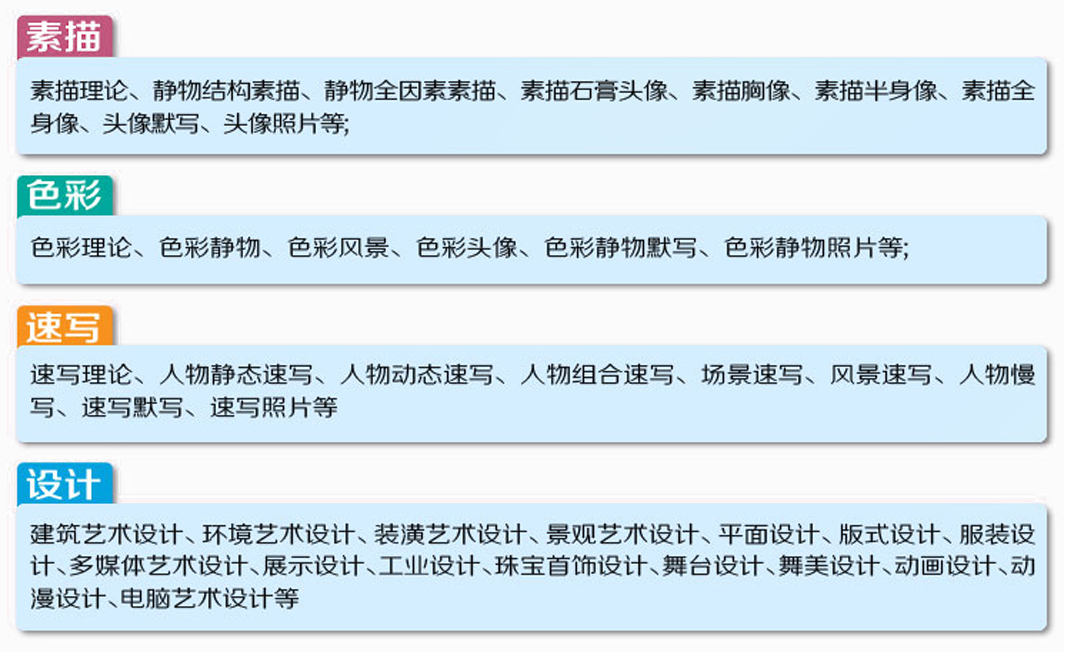 素描
素描理论、静物结构素描、静物全因素素描、素描石膏头像、素描胸像、素描半身像、素描全
身像、头像默写、头像照片等;
色彩
色彩理论、色彩静物、色彩风景、色彩头像、色彩静物默写、色彩静物照片等;
速写
速写理论、人物静态速写、人物动态速写、人物组合速写、场景速写、风景速写、人物慢
写、速写默写、速写照片等
设计
建筑艺术设计、环境艺术设计、装潢艺术设计、景观艺术设计、平面设计、版式设计、服装设
计、多媒体艺术设计、展示设计、工业设计、珠宝首饰设计、舞台设计、舞美设计、动画设计、动
漫设计、电脑艺术设计等